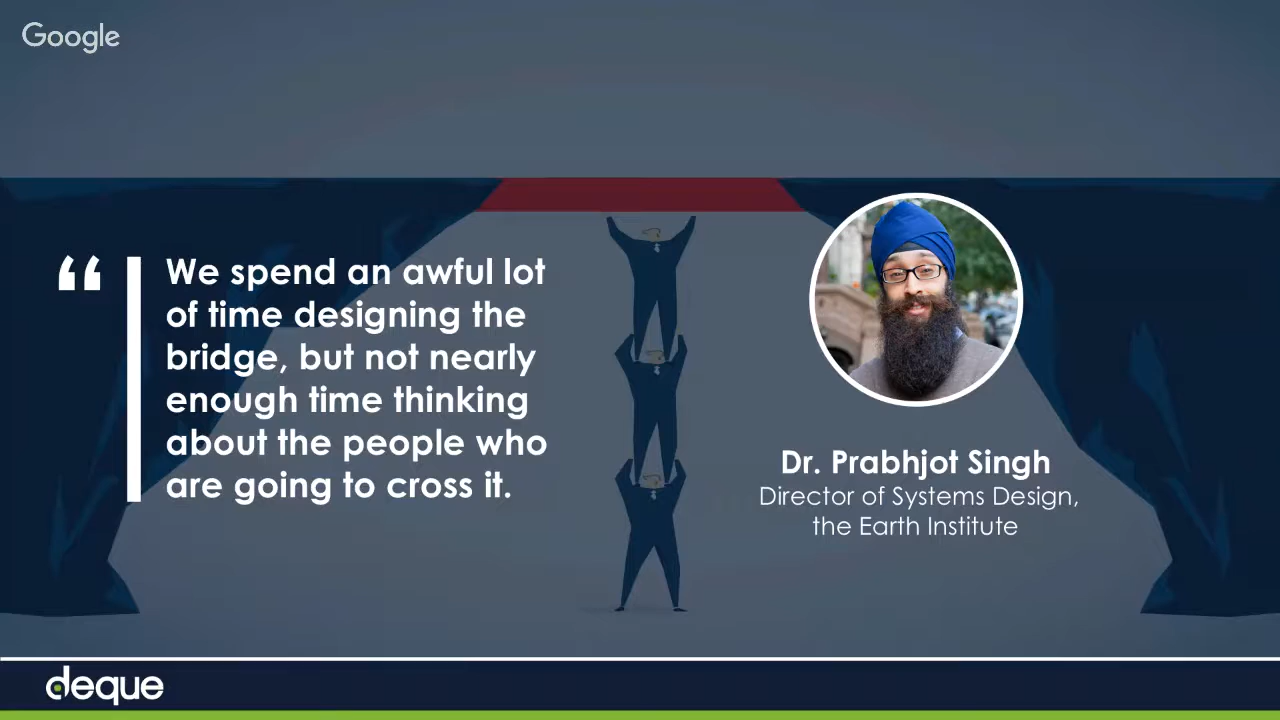 Google
“
We spend an awful lot
of time designing the
bridge, but not nearly
enough time thinking
about the people who
are going to cross it.
Dr. Prabhjot Singh
Director of Systems Design,
the Earth Institute
deque